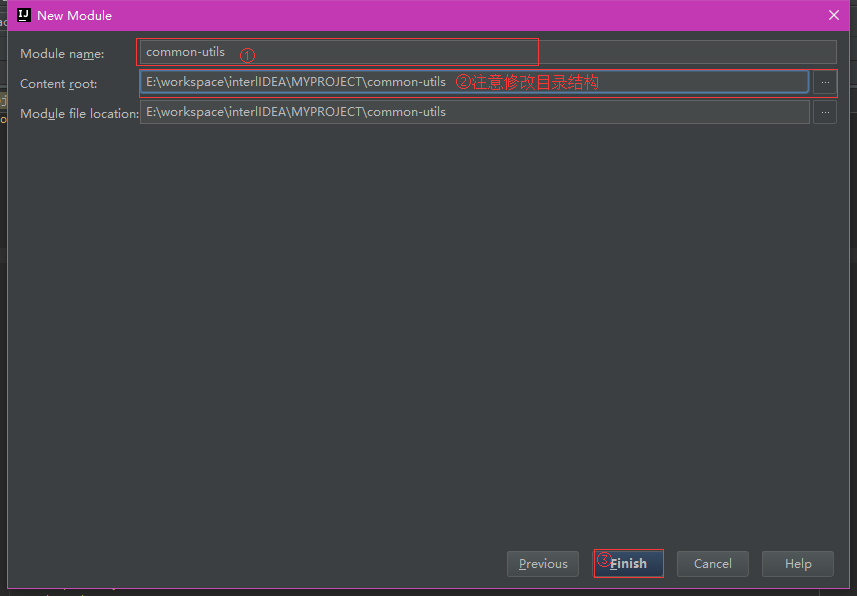 IJ New Module
Module name: common-utils ①
Content root: E:\workspace\interlIDEA\MYPROJECT\common-utils ②注意修改目录结构 ...
Module file location: E:\workspace\interlIDEA\MYPROJECT\common-utils ...
Previous ③Finish Cancel Help